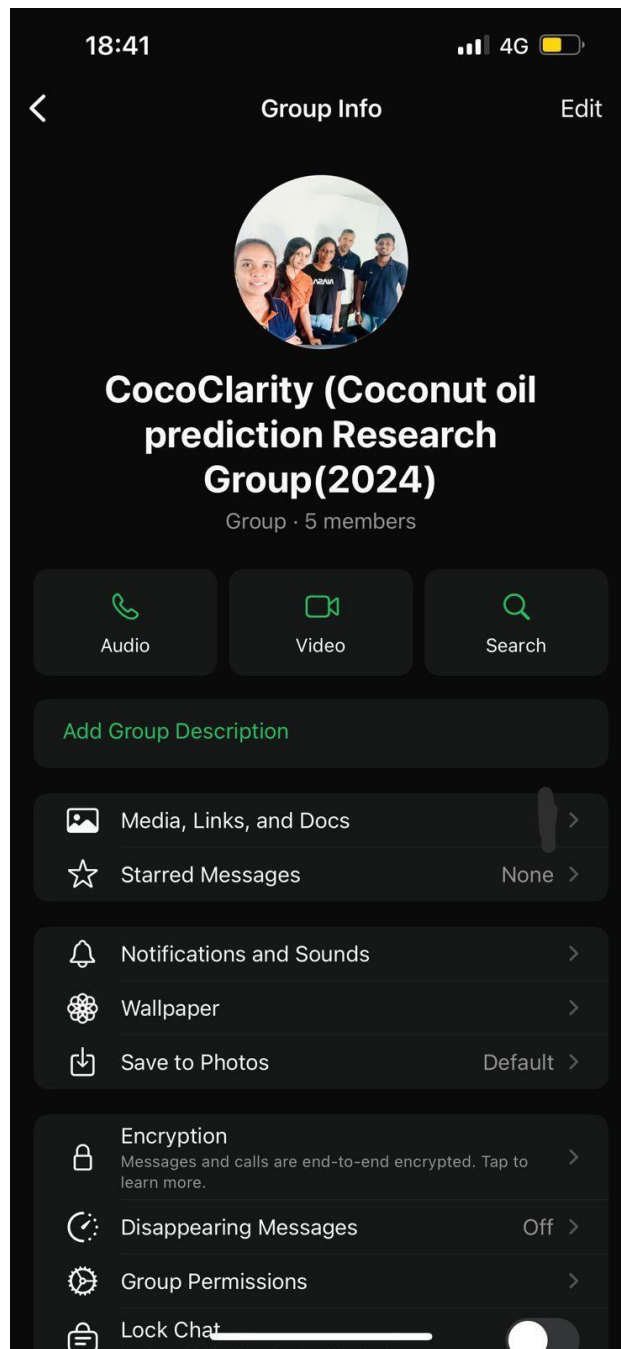 18:41 4G
Group Info Edit
CocoClarity (Coconut oil
prediction Research
Group(2024)
Group · 5 members
Audio Video Search
Add Group Description
Media, Links, and Docs
Starred Messages None
Notifications and Sounds
Wallpaper
Save to Photos Default
Encryption
Messages and calls are end-to-end encrypted. Tap to
learn more.
Disappearing Messages Off
Group Permissions
Lock Chat